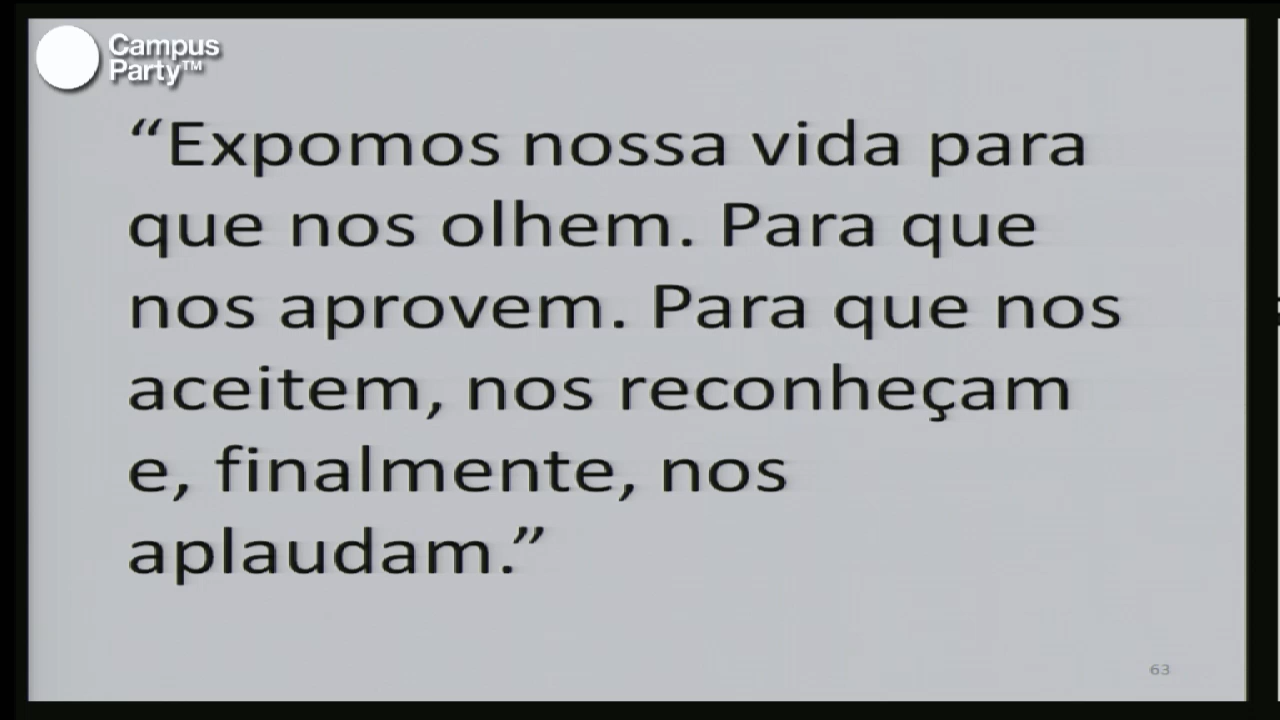 Campus
Party™
“Expomos nossa vida para
que nos olhem. Para que
nos aprovem. Para que nos
aceitem, nos reconheçam
e, finalmente, nos
aplaudam.”
63